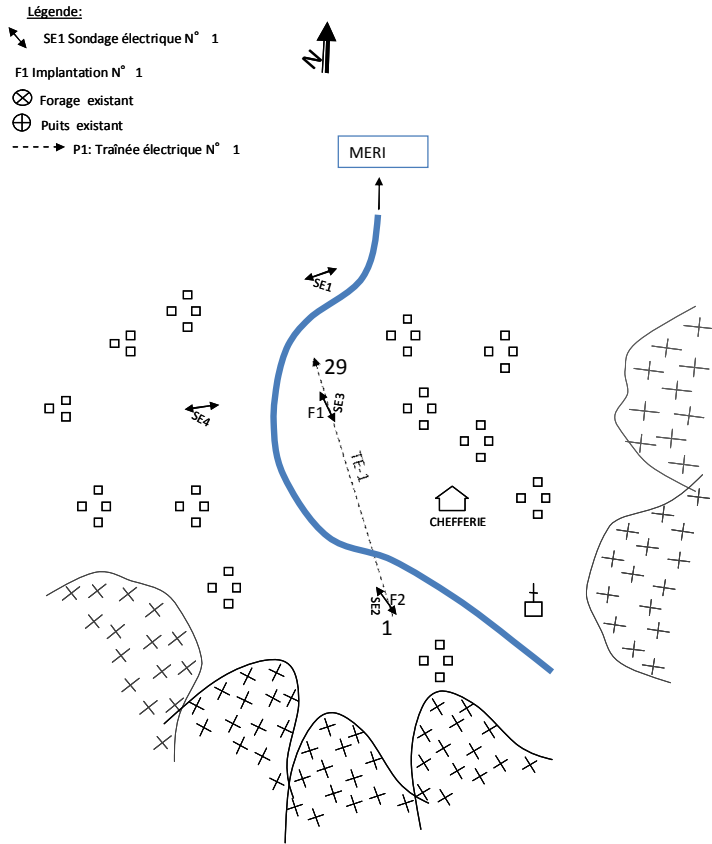 Légende:
SE1 Sondage électrique N° 1
F1 Implantation N° 1
Forage existant
Puits existant
P1: Traînée électrique N° 1
N
MERI
SE1
29
SE3
F1
SE4
TE-1
CHEFFERIE
SE2
F2
1